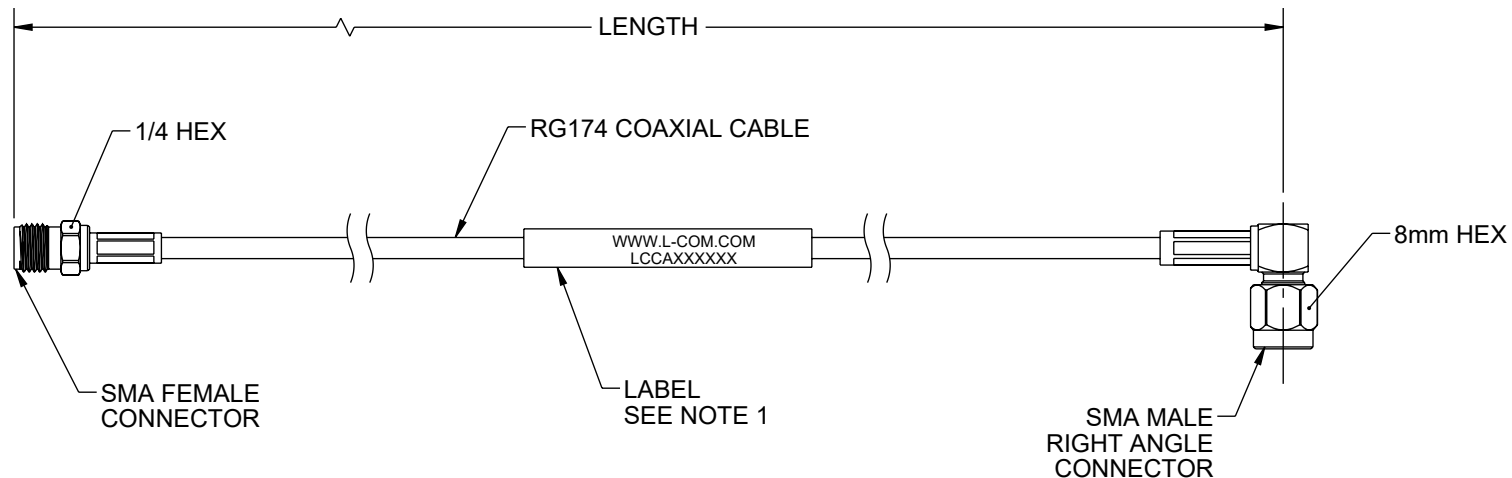 LENGTH
1/4 HEX
RG174 COAXIAL CABLE
WWW.L-COM.COM
LCCAXXXXXX
8mm HEX
SMA FEMALE
CONNECTOR
LABEL
SEE NOTE 1
SMA MALE
RIGHT ANGLE
CONNECTOR